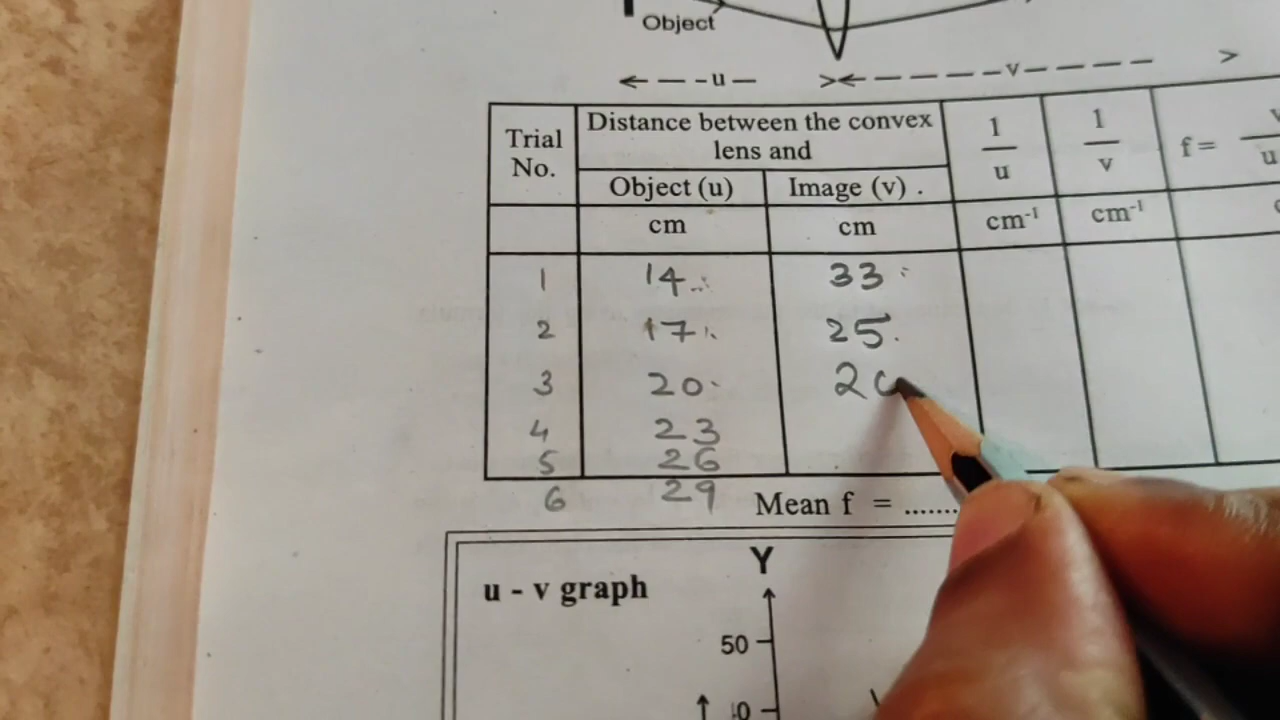 Object
u v
Trial No. Distance between the convex lens and 1/u 1/v f =
Object (u) Image (v) .
cm cm cm-1 cm-1
1 14 33
2 17 25
3 20 20
4 23
5 26
6 29
Mean f = .......
u - v graph
Y
50